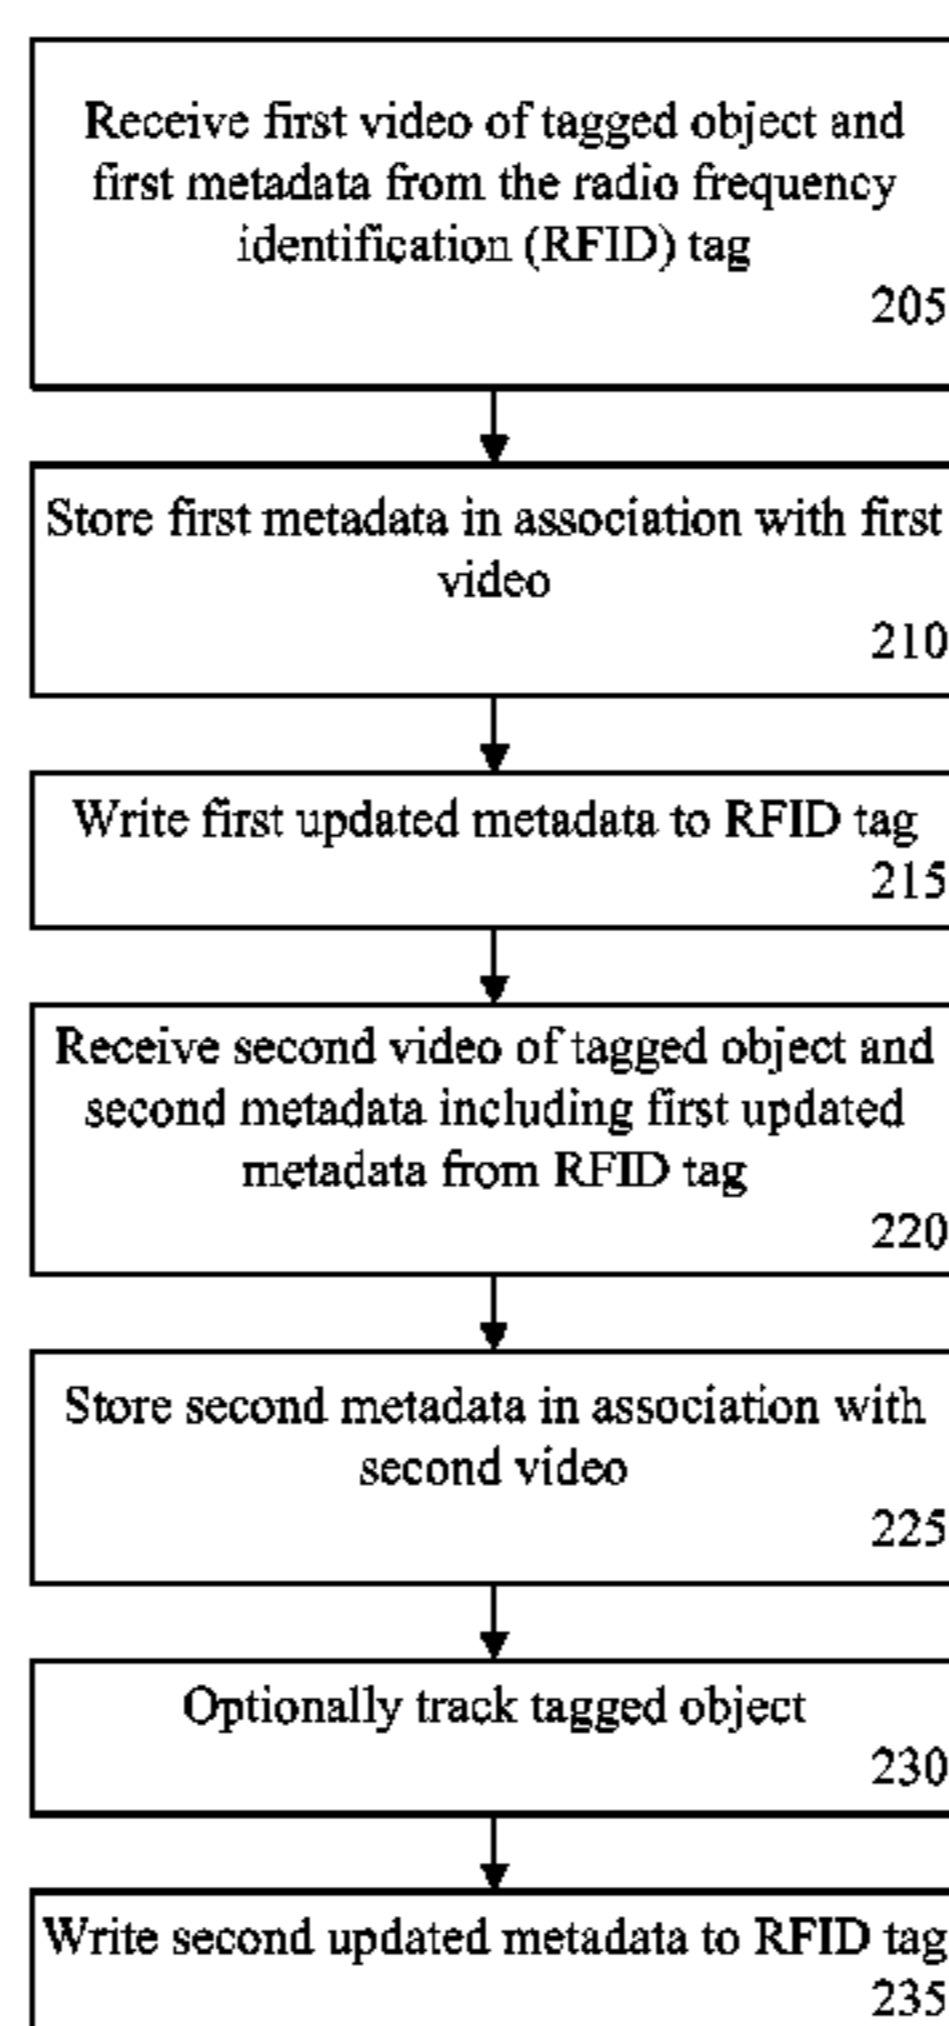 Receive first video of tagged object and
first metadata from the radio frequency
identification (RFID) tag
205
Store first metadata in association with first
video
210
Write first updated metadata to RFID tag
215
Receive second video of tagged object and
second metadata including first updated
metadata from RFID tag
220
Store second metadata in association with
second video
225
Optionally track tagged object
230
Write second updated metadata to RFID tag
235